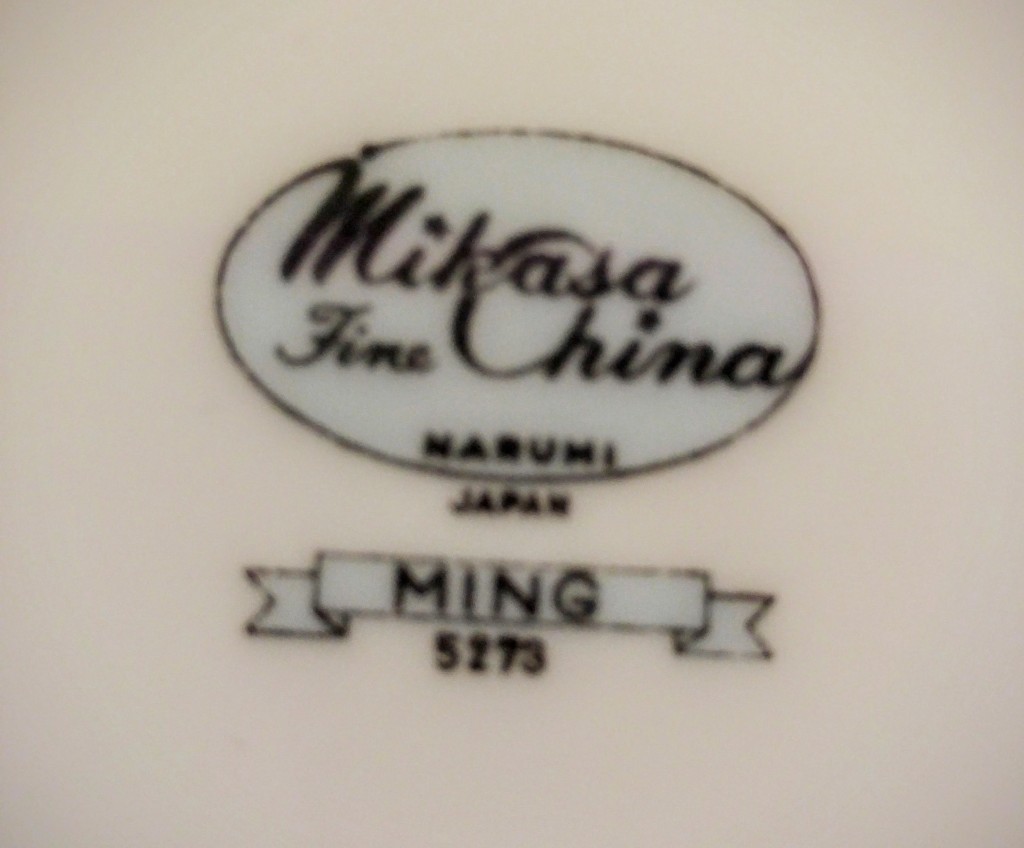 Mikasa
Fine China
NARUMI
JAPAN
MING
5273